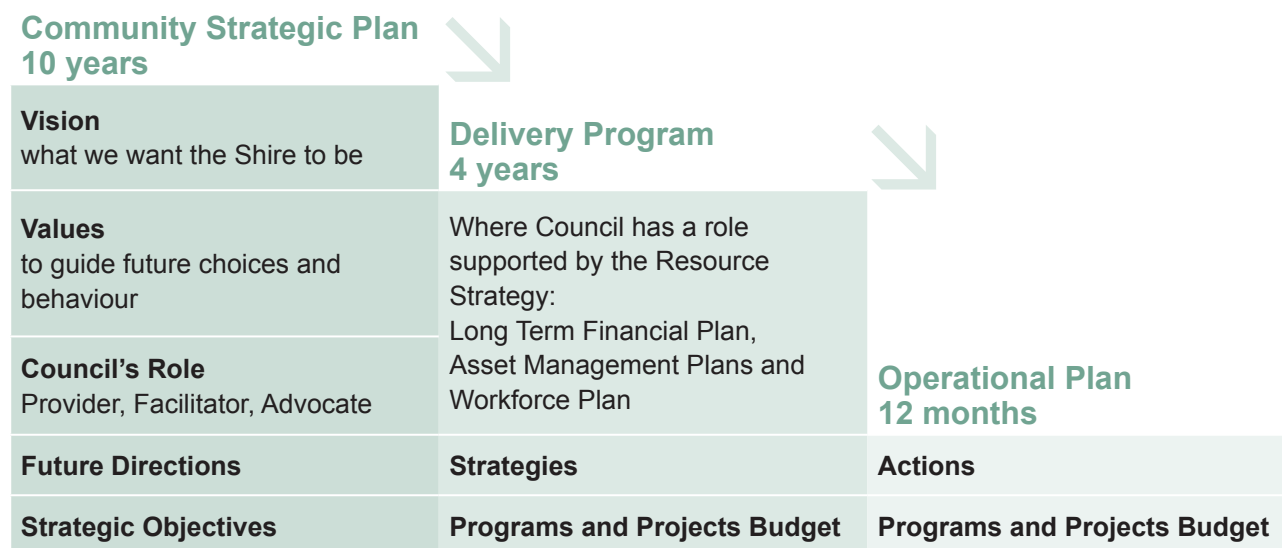 Community Strategic Plan
10 years
Vision
what we want the Shire to be
Values
to guide future choices and
behaviour
Council’s Role
Provider, Facilitator, Advocate
Future Directions
Strategic Objectives
Delivery Program
4 years
Where Council has a role
supported by the Resource
Strategy:
Long Term Financial Plan,
Asset Management Plans and
Workforce Plan
Strategies
Programs and Projects Budget
Operational Plan
12 months
Actions
Programs and Projects Budget